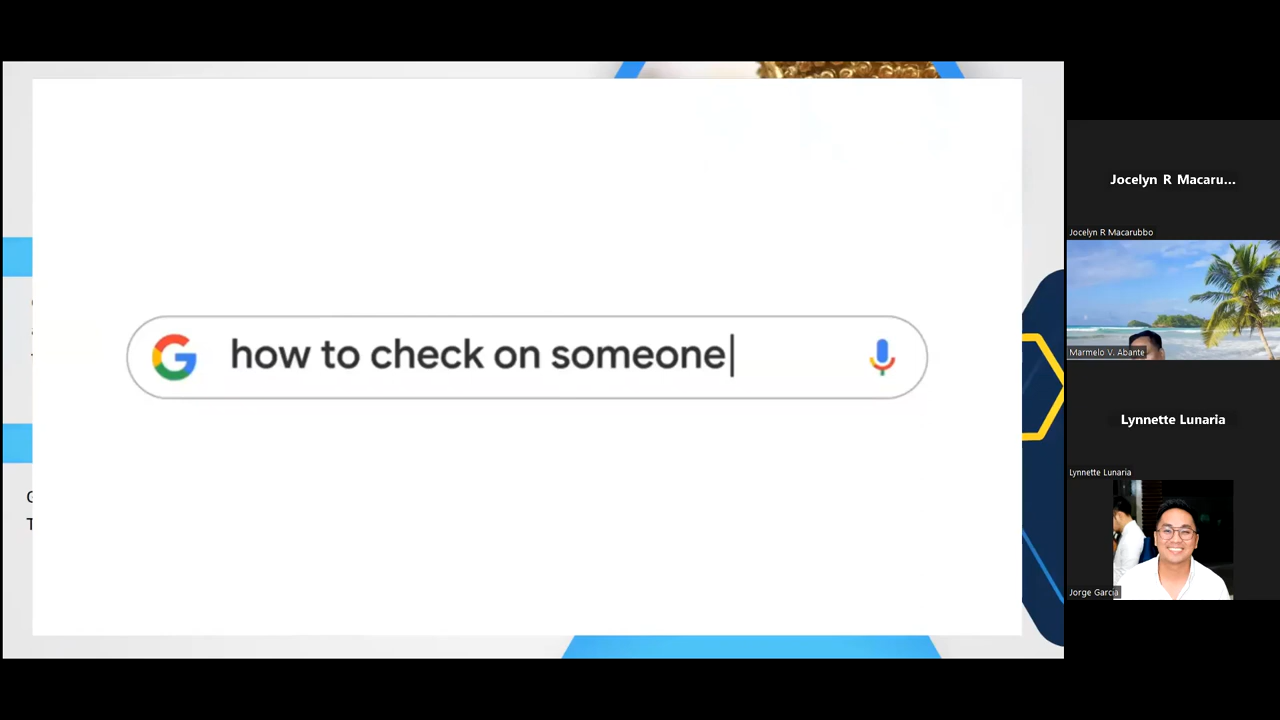 how to check on someone
G
T
Jocelyn R Macaru...
Jocelyn R Macarubbo
Marmelo V. Abante
Lynnette Lunaria
Lynnette Lunaria
Jorge Garcia